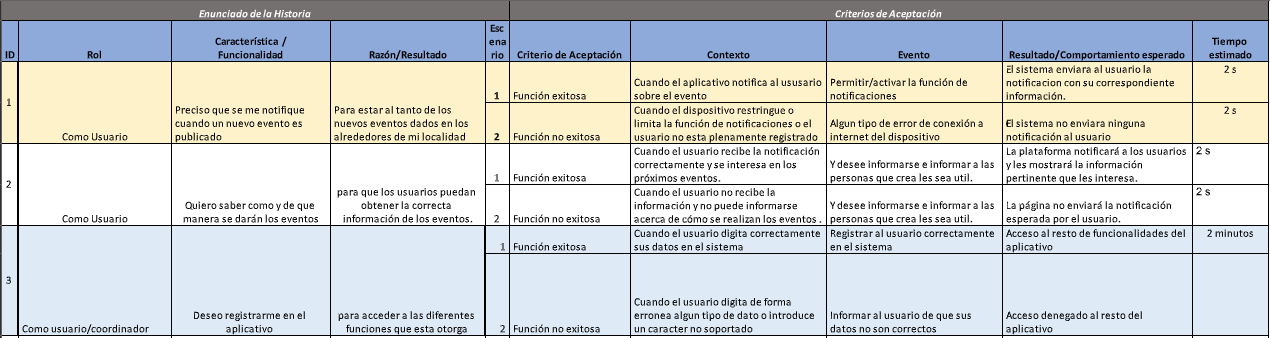 Enunciado de la Historia
Criterios de Aceptación
ID
Rol
Característica /
Funcionalidad
Razón/Resultado
Esc
ena
rio
Criterio de Aceptación
Contexto
Evento
Resultado/Comportamiento esperado
Tiempo
estimado
1
Como Usuario
Preciso que se me notifique
cuando un nuevo evento es
publicado
Para estar al tanto de los
nuevos eventos dados en los
alrededores de mi localidad
1
Función exitosa
Cuando el aplicativo notifica al ususario
sobre el evento
Permitir/activar la función de
notificaciones
El sistema enviara al usuario la
notificacion con su correspondiente
información.
2 s
2
Función no exitosa
Cuando el dispositivo restringue o
limita la función de notificaciones o el
usuario no esta plenamente registrado
Algun tipo de error de conexión a
internet del dispositivo
El sistema no enviara ninguna
notificación al usuario
2 s
2
Como Usuario
Quiero saber como y de que
manera se darán los eventos
para que los usuarios puedan
obtener la correcta
información de los eventos.
1
Función exitosa
Cuando el usuario recibe la notificación
correctamente y se interesa en los
próximos eventos.
Y desee informarse e informar a las
personas que crea les sea util.
La plataforma notificará a los usuarios
y les mostrará la información
pertinente que les interesa.
2 s
2
Función no exitosa
Cuando el usuario no recibe la
información y no puede informarse
acerca de cómo se realizan los eventos .
Y desee informarse e informar a las
personas que crea les sea util.
La página no enviará la notificación
esperada por el usuario.
2 s
3
Como usuario/coordinador
Deseo registrarme en el
aplicativo
para acceder a las diferentes
funciones que esta otorga
1
Función exitosa
Cuando el usuario digita correctamente
sus datos en el sistema
Registrar al usuario correctamente
en el sistema
Acceso al resto de funcionalidades del
aplicativo
2 minutos
2
Función no exitosa
Cuando el usuario digita de forma
erronea algun tipo de dato o introduce
un caracter no soportado
Informar al usuario de que sus
datos no son correctos
Acceso denegado al resto del
aplicativo